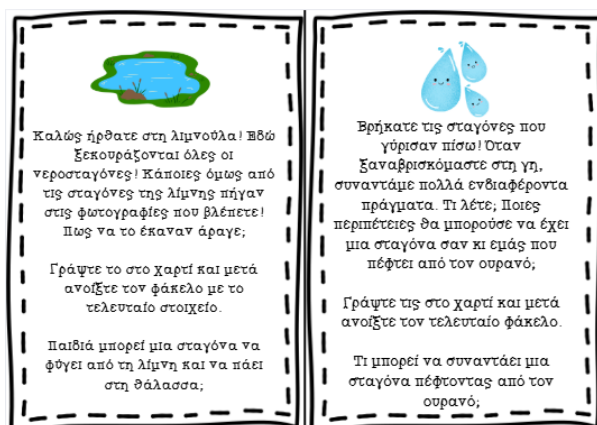 Καλώς ήρθατε στη λιμνούλα! Εδώ
ξεκουράζονται όλες οι
νεροσταγόνες! Κάποιες όμως από
τις σταγόνες της λίμνης πήγαν
στις φωτογραφίες που βλέπετε!
Πως να το έκαναν άραγε;
Γράψτε το στο χαρτί και μετά
ανοίξτε τον φάκελο με το
τελευταίο στοιχείο.
Παιδιά μπορεί μια σταγόνα να
φύγει από τη λίμνη και να πάει
στη θάλασσα;
Βρήκατε τις σταγόνες που
γύρισαν πίσω! Όταν
ξαναβρισκόμαστε στη γη,
συναντάμε πολλά ενδιαφέροντα
πράγματα. Τι λέτε; Ποιες
περιπέτειες θα μπορούσε να έχει
μια σταγόνα σαν κι εμάς που
πέφτει από τον ουρανό;
Γράψτε τις στο χαρτί και μετά
ανοίξτε τον τελευταίο φάκελο.
Τι μπορεί να συναντάει μια
σταγόνα πέφτοντας από τον
ουρανό;